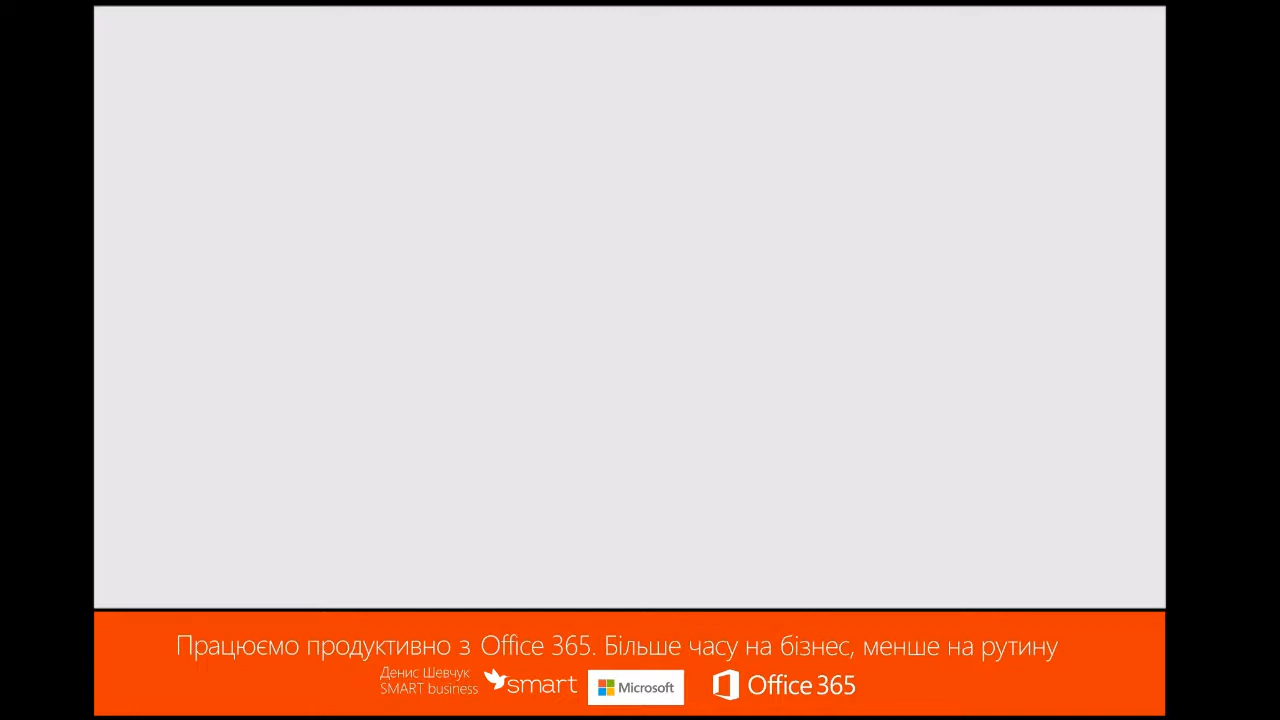 Працюємо продуктивно з Office 365. Більше часу на бізнес, менше на рутину
Денис Шевчук
SMART business
smart
Microsoft
Office 365